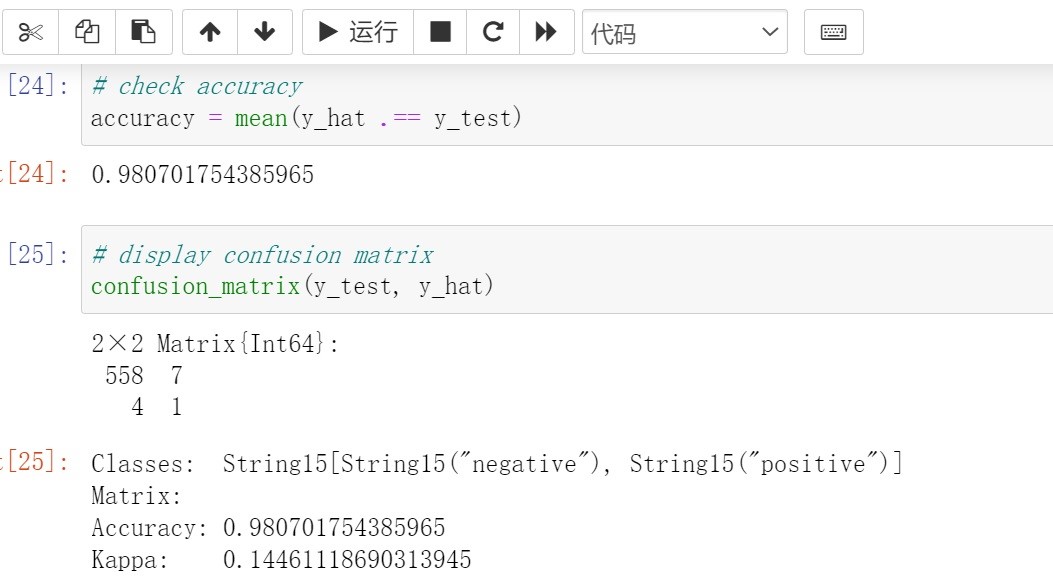 运行
代码
[24]:
# check accuracy
accuracy = mean(y_hat .== y_test)
t[24]: 0.980701754385965
[25]:
# display confusion matrix
confusion_matrix(y_test, y_hat)
2×2 Matrix{Int64}:
558  7
4  1
t[25]: Classes:  String15[String15("negative"), String15("positive")]
Matrix:
Accuracy: 0.980701754385965
Kappa:    0.14461118690313945